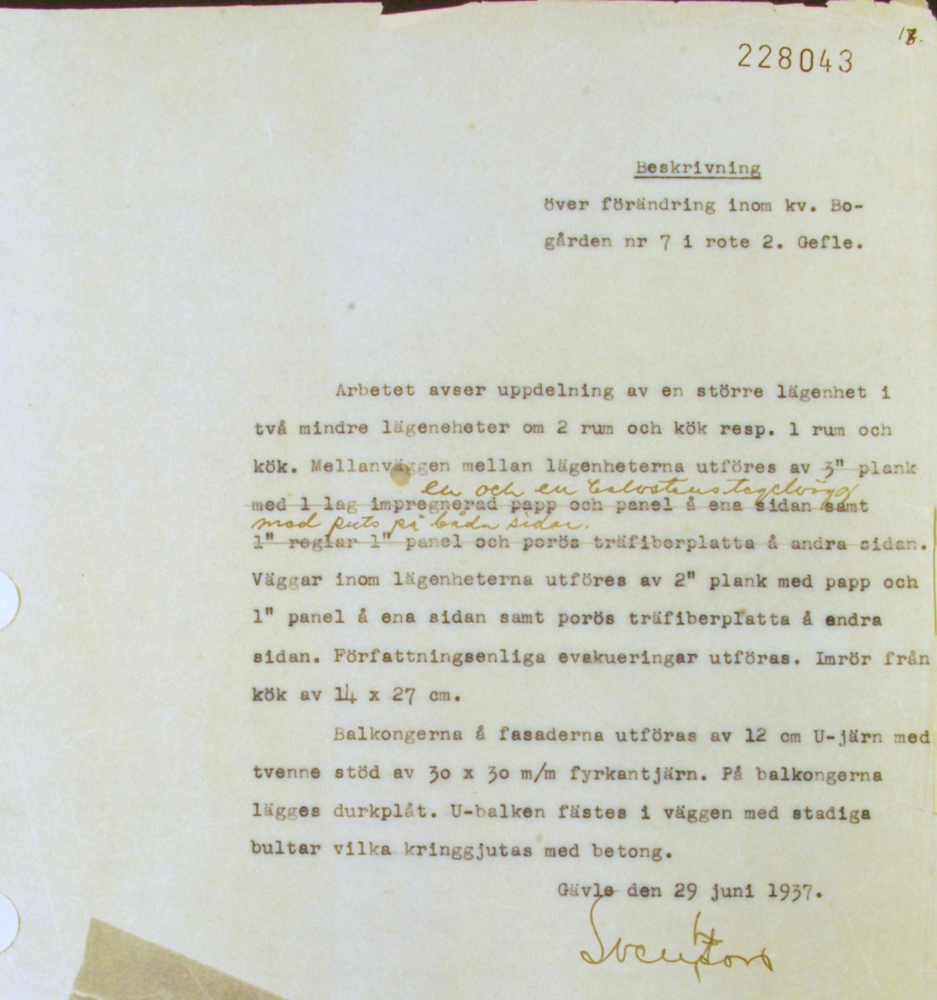 18.
228043
Beskrivning
över förändring inom kv. Bo-
gården nr 7 i rote 2. Gefle.
Arbetet avser uppdelning av en större lägenhet i
två mindre lägeneheter om 2 rum och kök resp. 1 rum och
kök. Mellanväggen mellan lägenheterna utföres av 3" plank
en och en
med 1 lag impregnerad papp och panel å ena sidan samt
med puts på båda sidor.
1" reglar 1" panel och porös träfiberplatta å andra sidan.
Väggar inom lägenheterna utföres av 2" plank med papp och
1" panel å ena sidan samt porös träfiberplatta å andra
sidan. Författningsenliga evakueringar utföras. Imrör från
kök av 14 x 27 cm.
Balkongerna å fasaderna utföras av 12 cm U-järn med
tvenne stöd av 30 x 30 m/m fyrkantjärn. På balkongerna
lägges durkplåt. U-balken fästes i väggen med stadiga
bultar vilka kringgjutas med betong.
Gävle den 29 juni 1937.
Sven